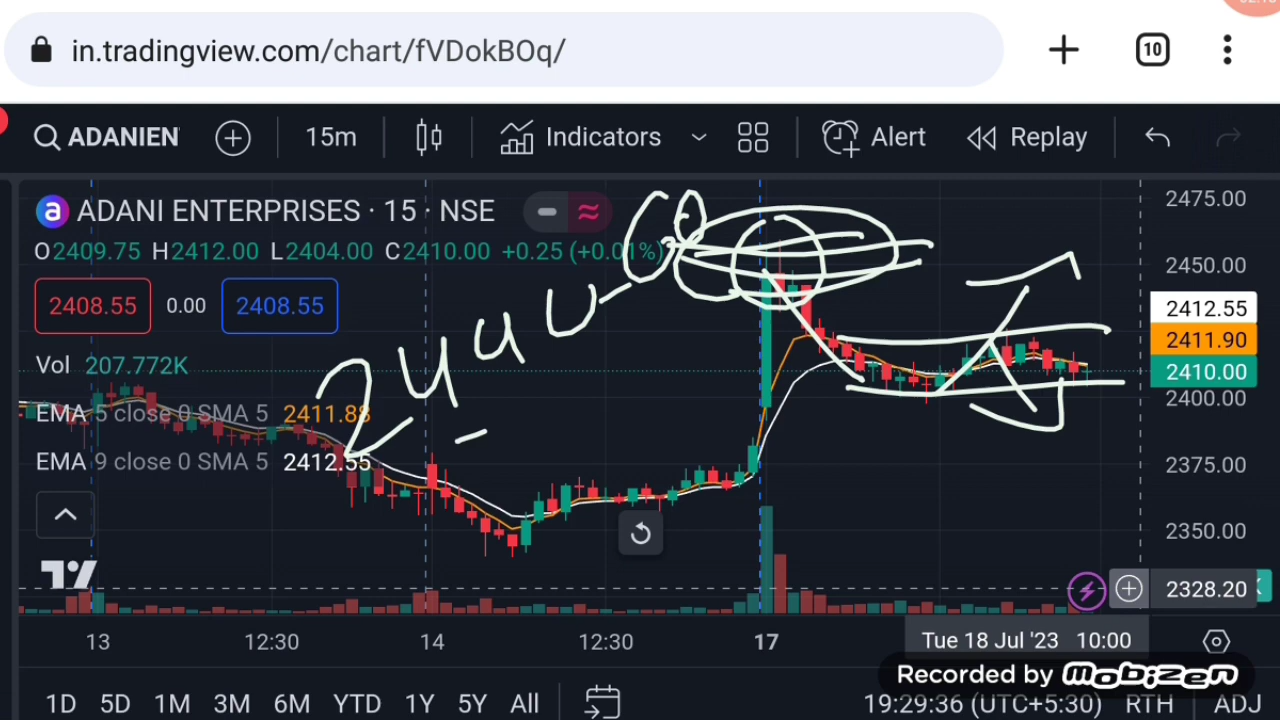 in.tradingview.com/chart/fVDokBOq/ 10
ADANIEN 15m Indicators Alert Replay
ADANI ENTERPRISES · 15 · NSE
O2409.75 H2412.00 L2404.00 C2410.00 +0.25 (+0.01%)
2408.55 0.00 2408.55
Vol 207.772K
EMA 5 close 0 SMA 5 2411.88
EMA 9 close 0 SMA 5 2412.55
2475.00
2450.00
2412.55
2411.90
2410.00
2400.00
2375.00
2350.00
2328.20
13 12:30 14 12:30 17 Tue 18 Jul '23 10:00
Recorded by MOBIZEN
1D 5D 1M 3M 6M YTD 1Y 5Y All 19:29:36 (UTC+5:30) RTH ADJ